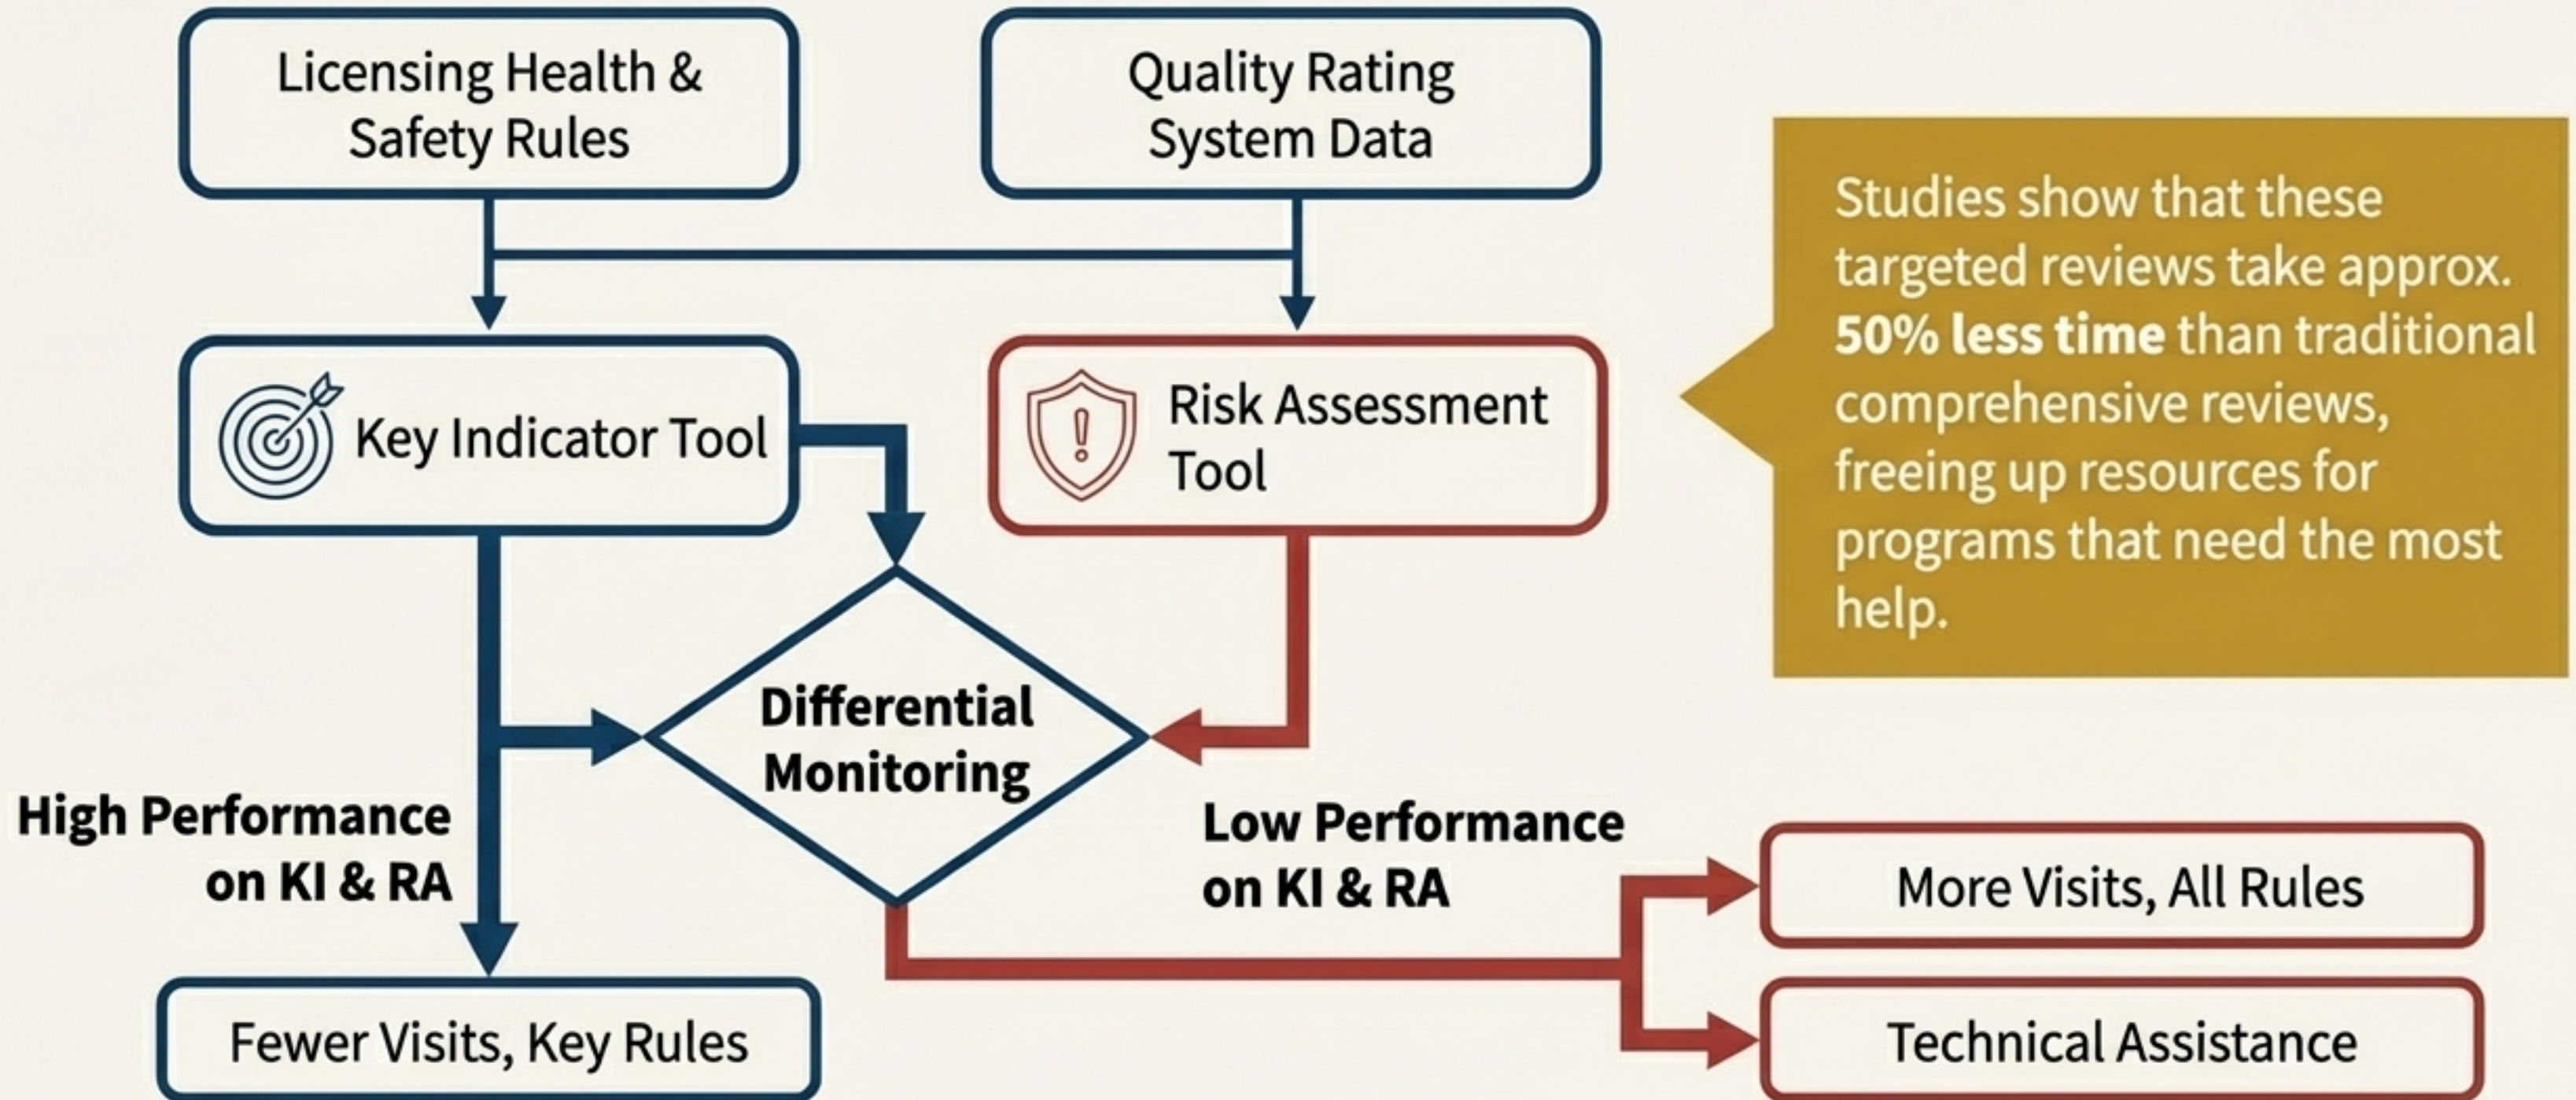 Licensing Health &
Safety Rules
Quality Rating
System Data
Studies show that these
targeted reviews take approx.
50% less time than traditional
comprehensive reviews,
freeing up resources for
programs that need the most
help.
Key Indicator Tool
Risk Assessment
Tool
Differential
Monitoring
High Performance
on KI & RA
Low Performance
on KI & RA
More Visits, All Rules
Fewer Visits, Key Rules
Technical Assistance